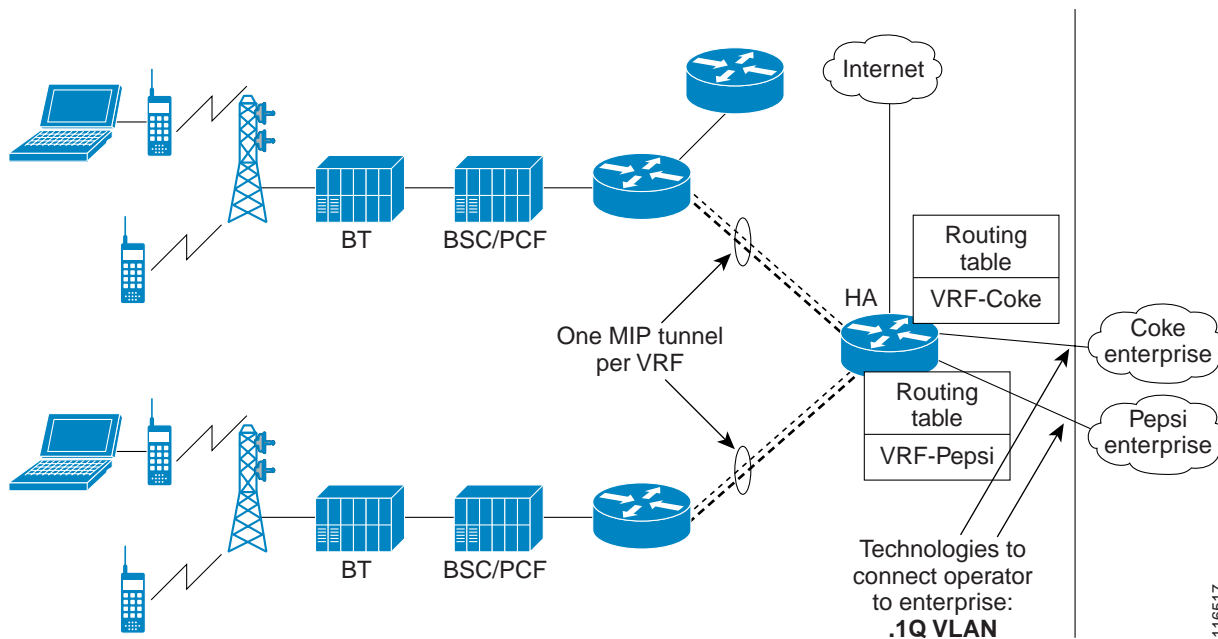 Internet
BT
BSC/PCF
Routing
table
VRF-Coke
HA
One MIP tunnel
per VRF
Coke
enterprise
Routing
table
VRF-Pepsi
Pepsi
enterprise
BT
BSC/PCF
Technologies to
connect operator
to enterprise:
.1Q VLAN
116517